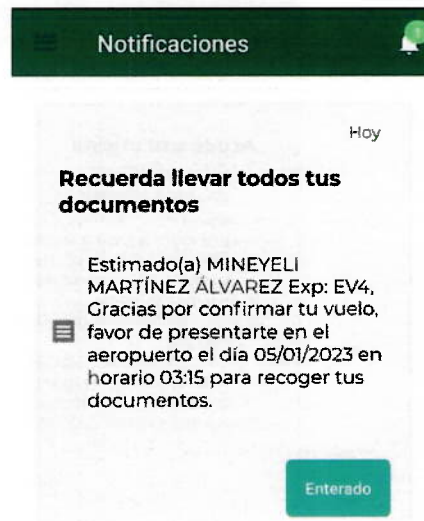 Notificaciones
1
Hoy
Recuerda llevar todos tus
documentos
Estimado(a) MINEYELI
MARTÍNEZ ÁLVAREZ Exp: EV4,
Gracias por confirmar tu vuelo,
favor de presentarte en el
aeropuerto el día 05/01/2023 en
horario 03:15 para recoger tus
documentos.
Enterado